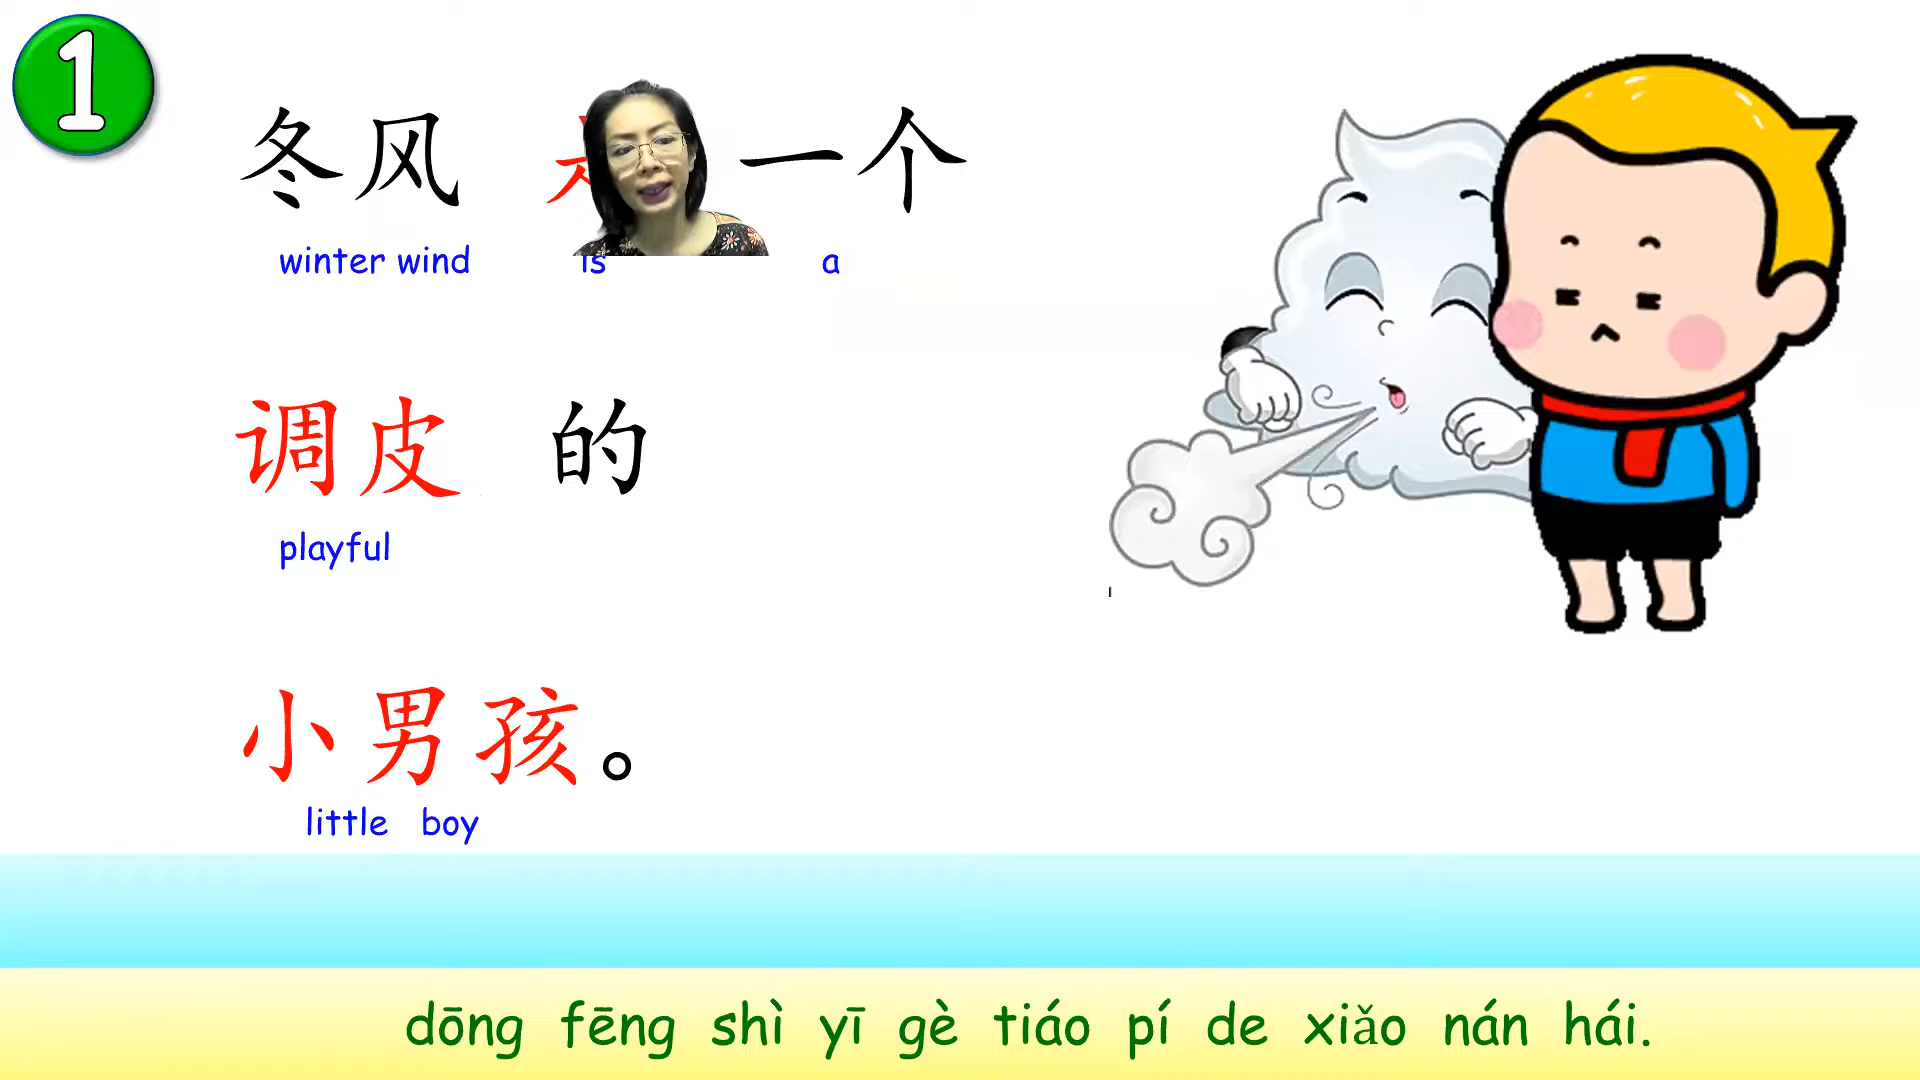 1
冬风 一个
winter wind is a
调皮 的
playful
小男孩。
little boy
dōng fēng shì yī gè tiáo pí de xiǎo nán hái.